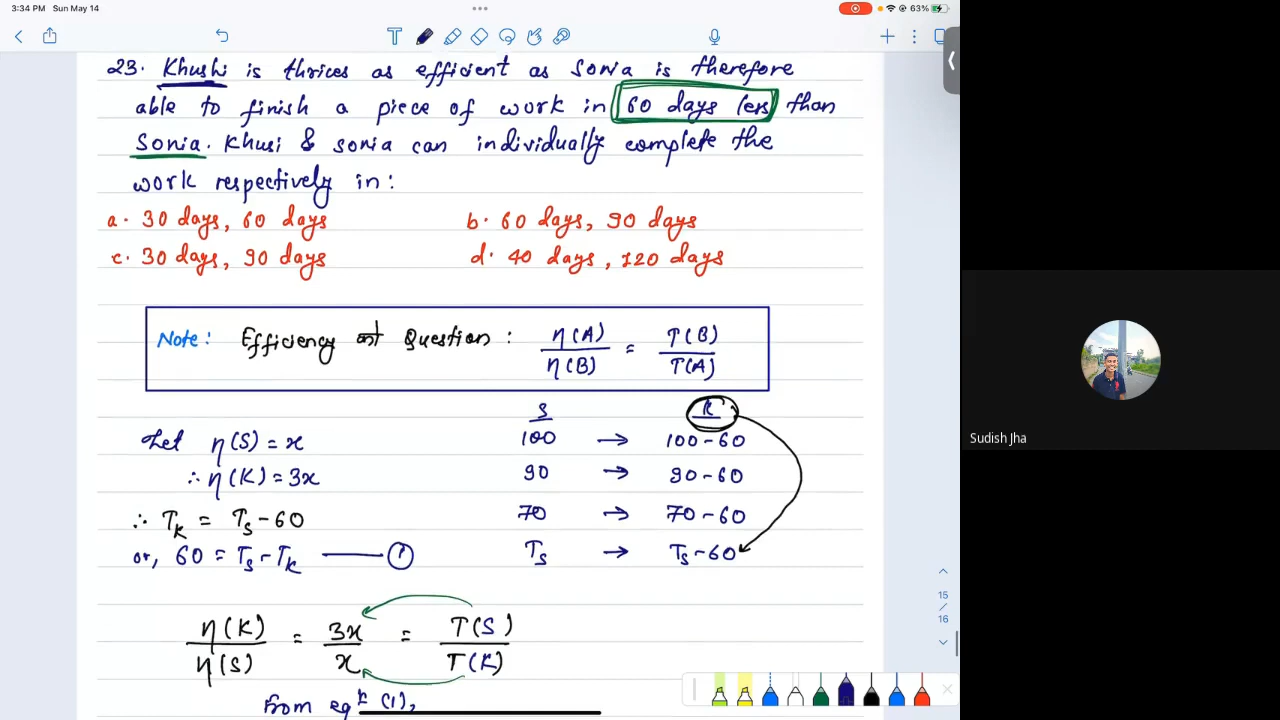 3:34 PM Sun May 14
63%
23. Khushi is thrices as efficient as Sonia is therefore
able to finish a piece of work in 60 days less than
Sonia. Khusi & sonia can individually complete the
work respectively in:
a. 30 days, 60 days b. 60 days, 90 days
c. 30 days, 90 days d. 40 days, 120 days
Note: Efficiency Question: η(A)/η(B) = T(B)/T(A)
S K
Let η(S) = x 100 → 100-60
∴ η(K) = 3x 90 → 90-60
∴ T_K = T_S - 60 70 → 70-60
or, 60 = T_S - T_K —— ① T_S → T_S-60
η(K)/η(S) = 3x/x = T(S)/T(K)
From eqⁿ (1),
15
/
16
Sudish Jha